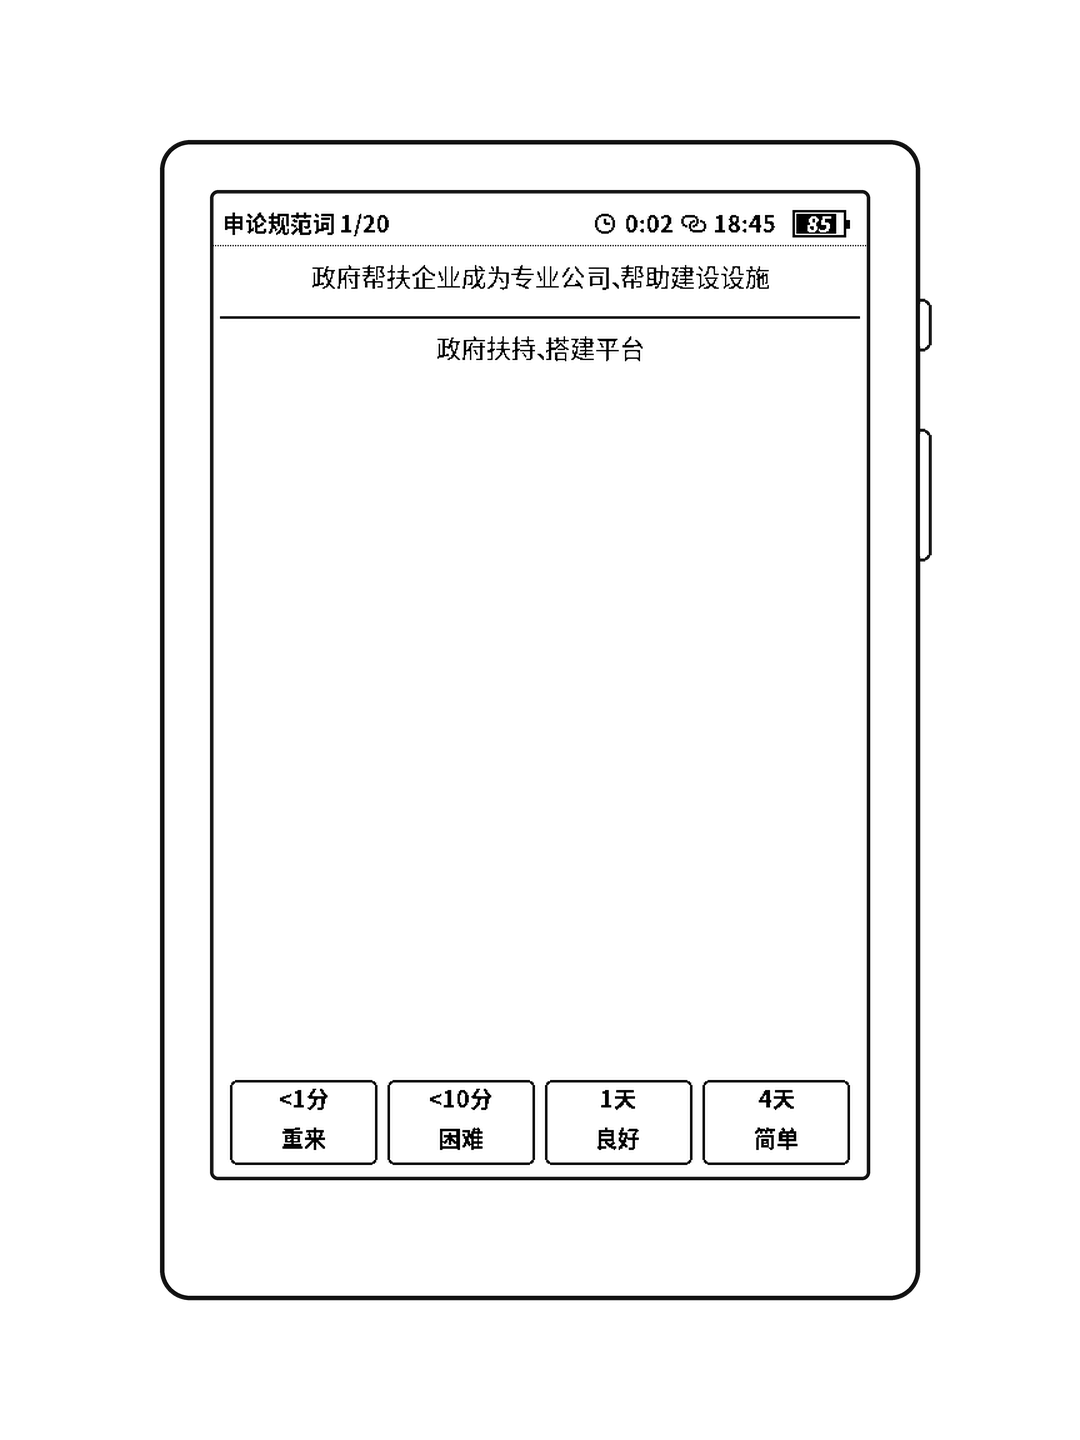 申论规范词 1/20 0:02 18:45 85
政府帮扶企业成为专业公司、帮助建设设施
政府扶持、搭建平台
<1分 <10分 1天 4天
重来 困难 良好 简单